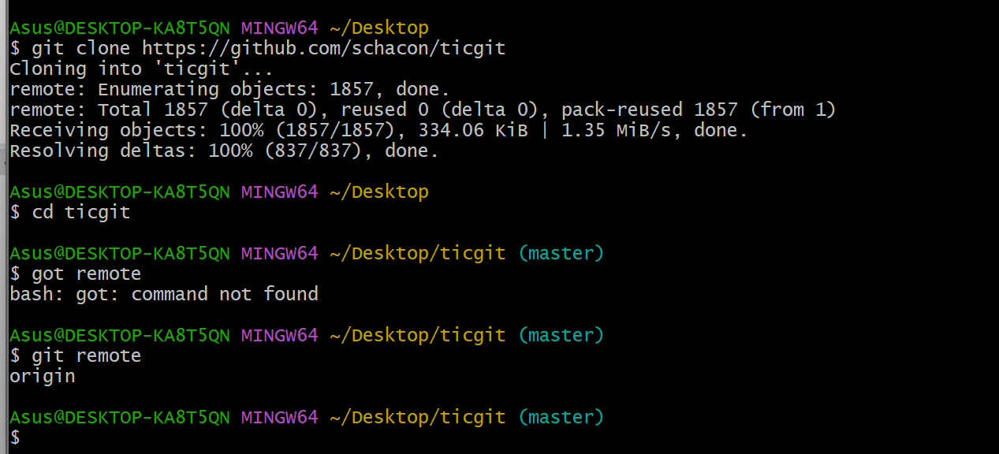 Asus@DESKTOP-KA8T5QN MINGW64 ~/Desktop
$ git clone https://github.com/schacon/ticgit
Cloning into 'ticgit'...
remote: Enumerating objects: 1857, done.
remote: Total 1857 (delta 0), reused 0 (delta 0), pack-reused 1857 (from 1)
Receiving objects: 100% (1857/1857), 334.06 KiB | 1.35 MiB/s, done.
Resolving deltas: 100% (837/837), done.
Asus@DESKTOP-KA8T5QN MINGW64 ~/Desktop
$ cd ticgit
Asus@DESKTOP-KA8T5QN MINGW64 ~/Desktop/ticgit (master)
$ got remote
bash: got: command not found
Asus@DESKTOP-KA8T5QN MINGW64 ~/Desktop/ticgit (master)
$ git remote
origin
Asus@DESKTOP-KA8T5QN MINGW64 ~/Desktop/ticgit (master)
$